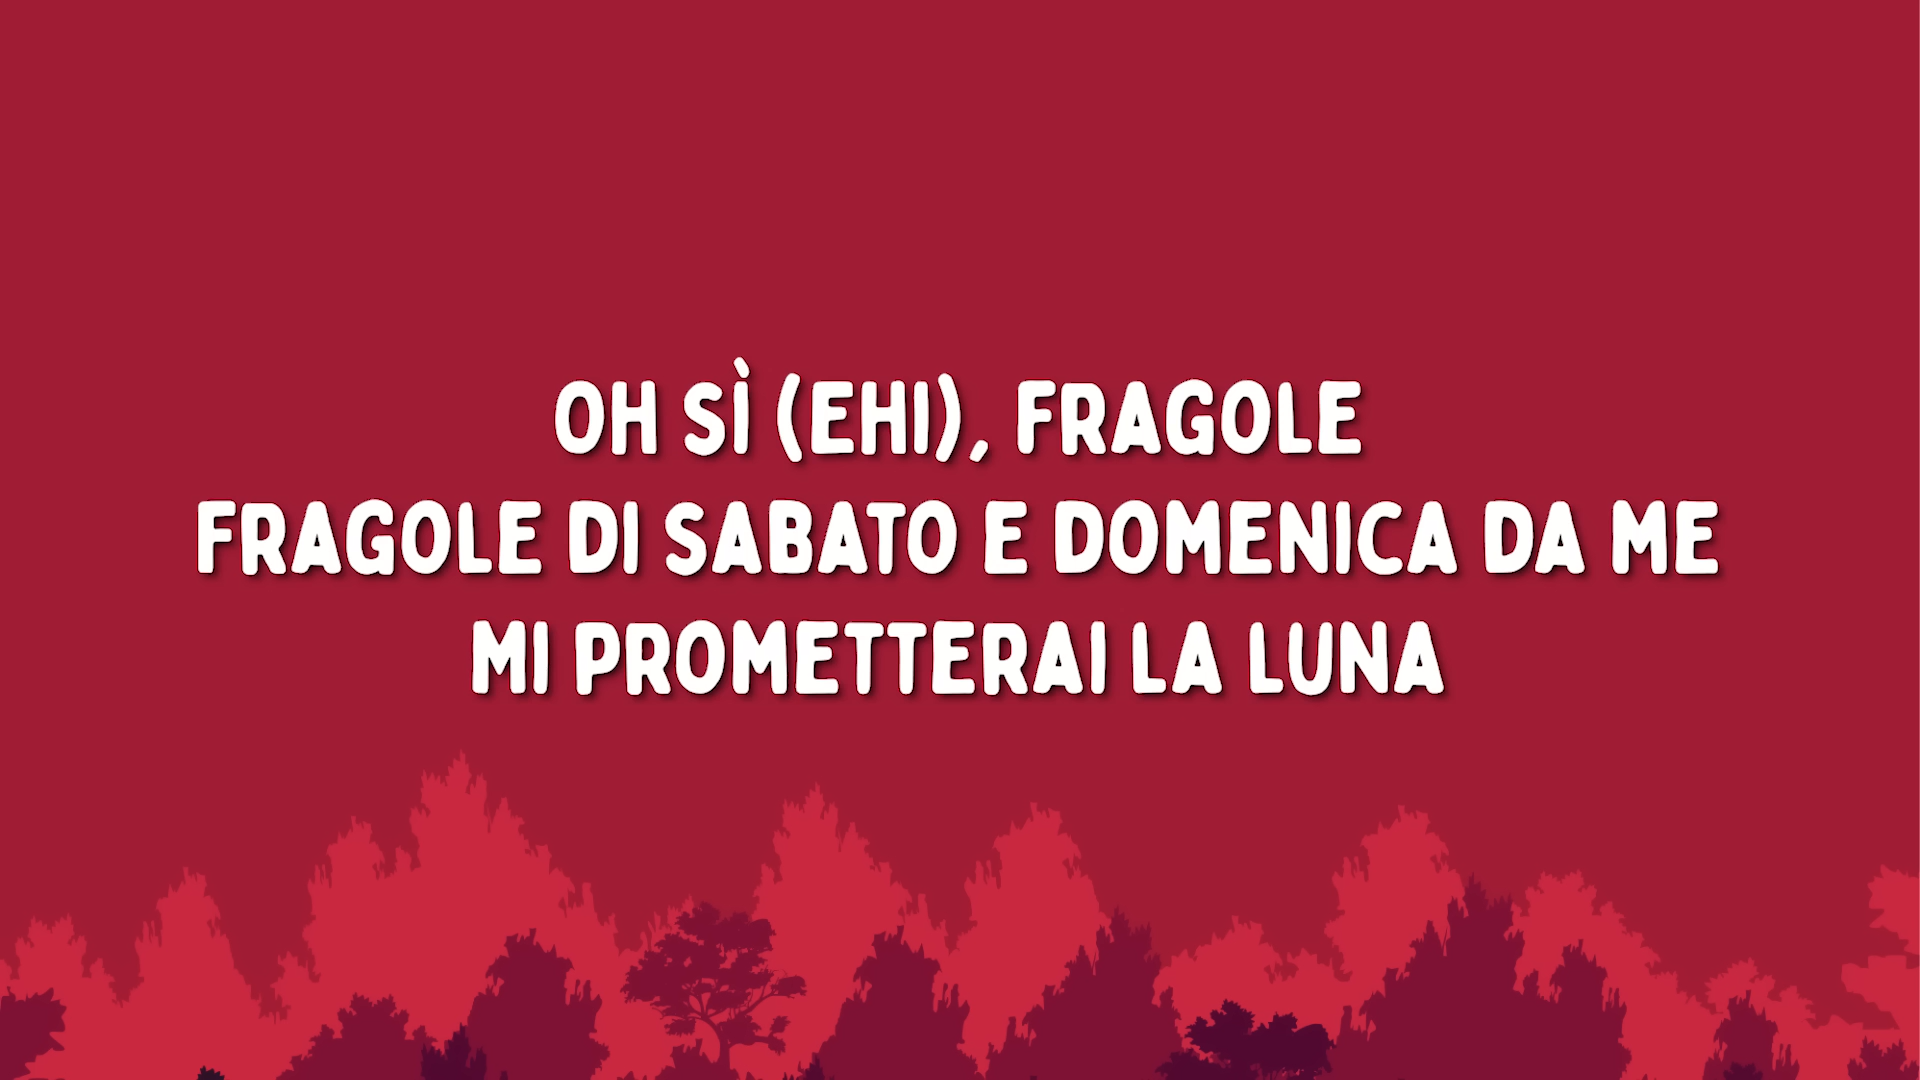 OH SÌ (EHI), FRAGOLE
FRAGOLE DI SABATO E DOMENICA DA ME
MI PROMETTERAI LA LUNA